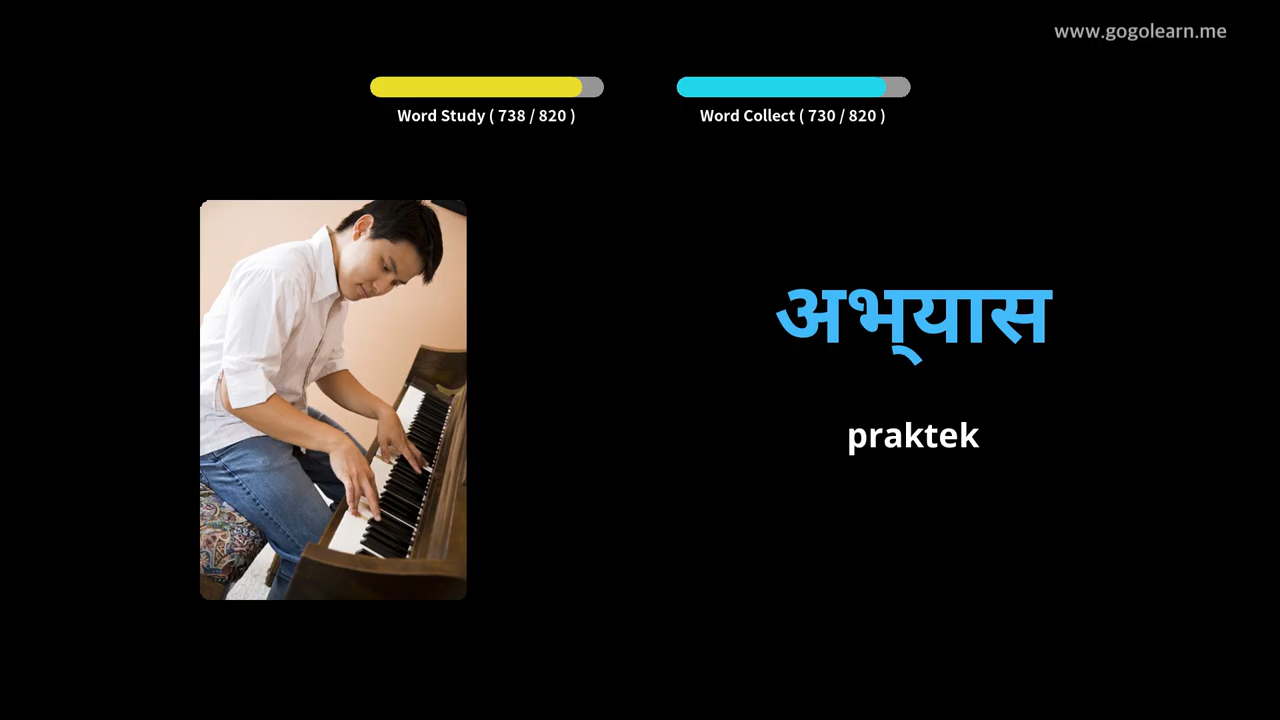 www.gogolearn.me
Word Study ( 738 / 820 )
Word Collect ( 730 / 820 )
अभ्यास
praktek